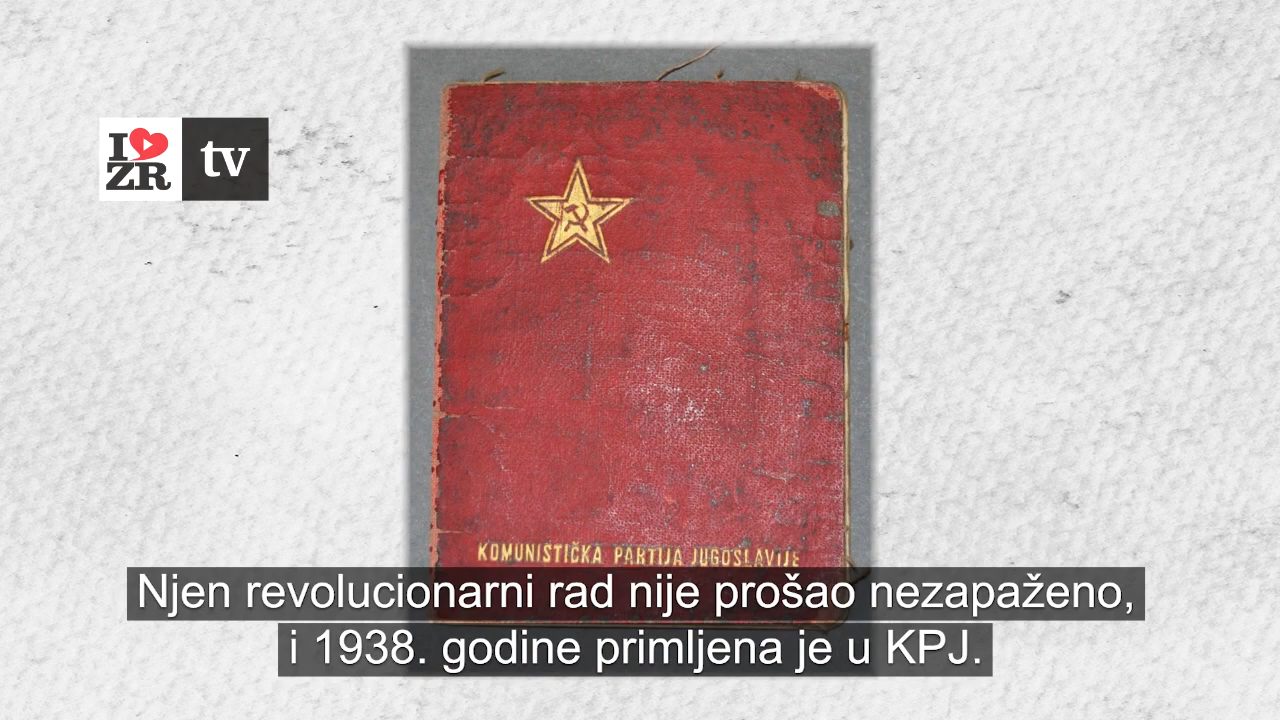 I
ZR
tv
KOMUNISTIČKA PARTIJA JUGOSLAVIJE
Njen revolucionarni rad nije prošao nezapaženo,
i 1938. godine primljena je u KPJ.